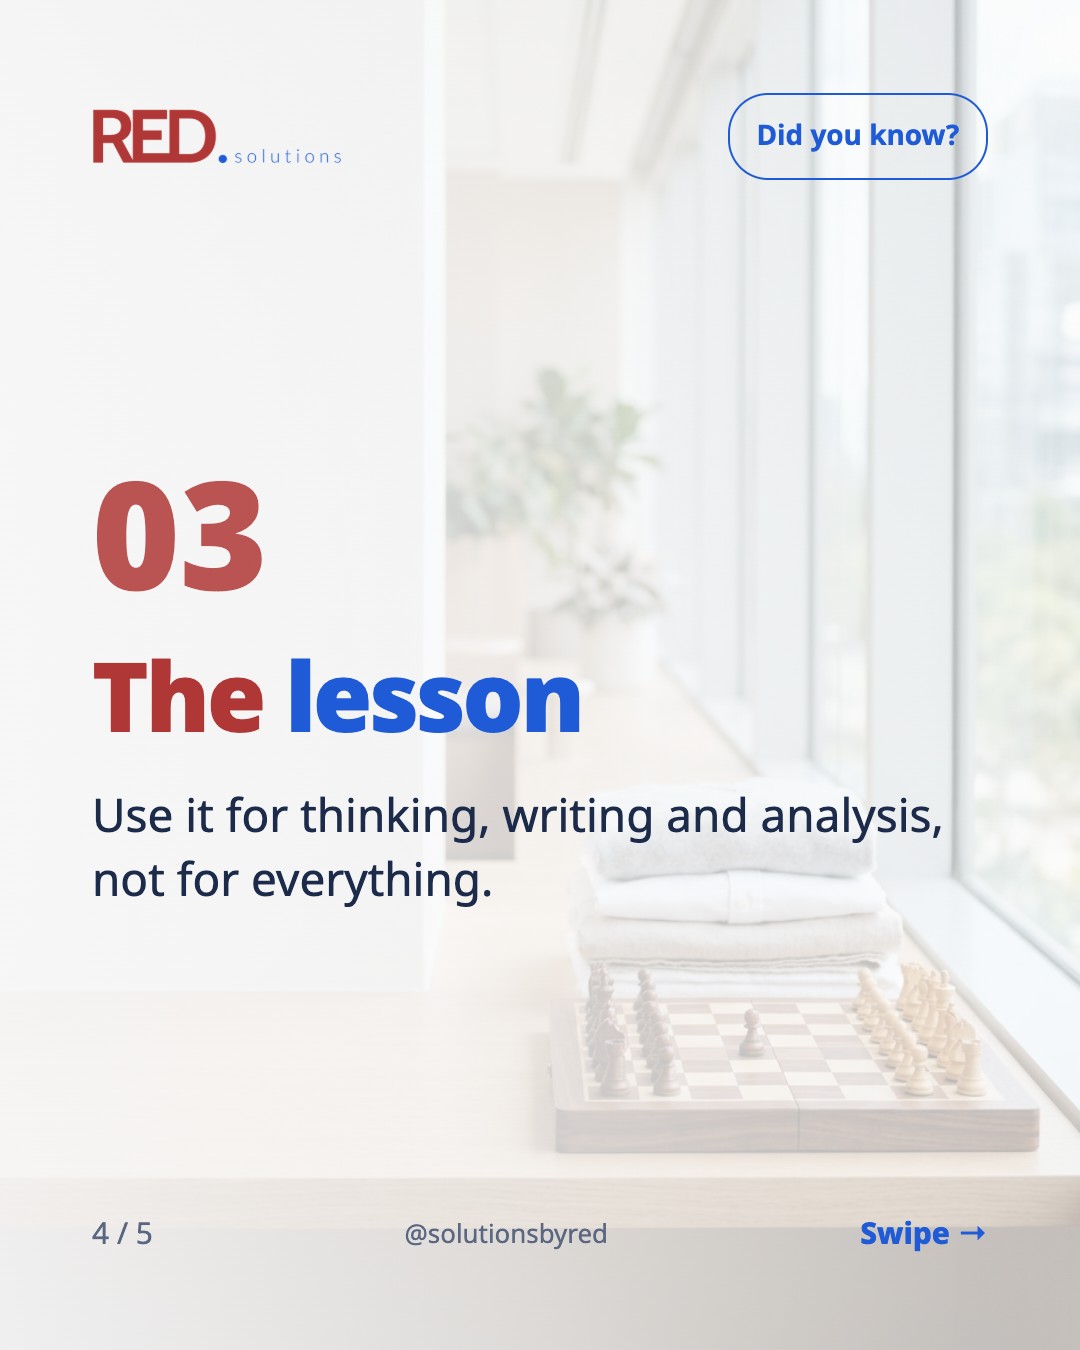 RED.solutions
Did you know?
03
The lesson
Use it for thinking, writing and analysis,
not for everything.
4 / 5
@solutionsbyred
Swipe →